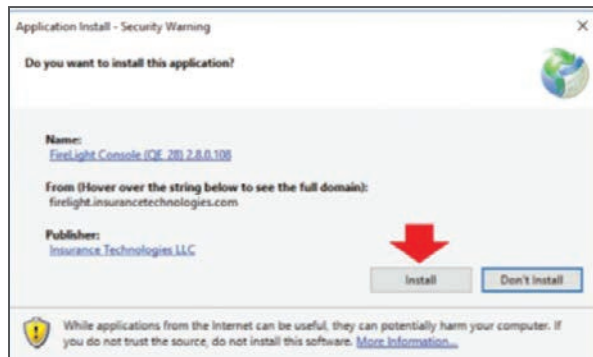 Application Install - Security Warning
Do you want to install this application?
Name:
FireLight Console (QE 28) 2.8.0.108
From (Hover over the string below to see the full domain):
firelight.insurancetechnologies.com
Publisher:
Insurance Technologies LLC
Install
Don't Install
While applications from the Internet can be useful, they can potentially harm your computer. If
you do not trust the source, do not install this software. More Information...